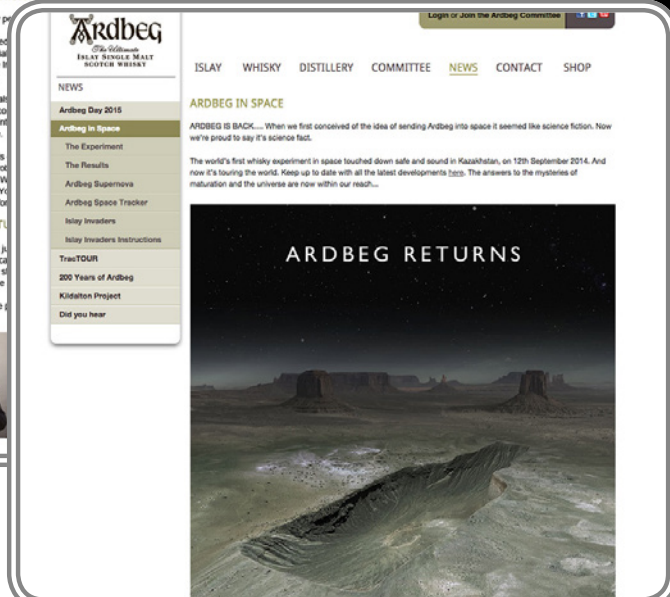 Login or Join the Ardbeg Committee
ARDBEG
The Ultimate
ISLAY SINGLE MALT
SCOTCH WHISKY
ISLAY WHISKY DISTILLERY COMMITTEE NEWS CONTACT SHOP
NEWS
Ardbeg Day 2015
Ardbeg in Space
The Experiment
The Results
Ardbeg Supernova
Ardbeg Space Tracker
Islay Invaders
Islay Invaders Instructions
TracTOUR
200 Years of Ardbeg
Kildalton Project
Did you hear
ARDBEG IN SPACE
ARDBEG IS BACK.... When we first conceived of the idea of sending Ardbeg into space it seemed like science fiction. Now
we're proud to say it's science fact.
The world's first whisky experiment in space touched down safe and sound in Kazakhstan, on 12th September 2014. And
now it's touring the world. Keep up to date with all the latest developments here. The answers to the mysteries of
maturation and the universe are now within our reach...
ARDBEG RETURNS